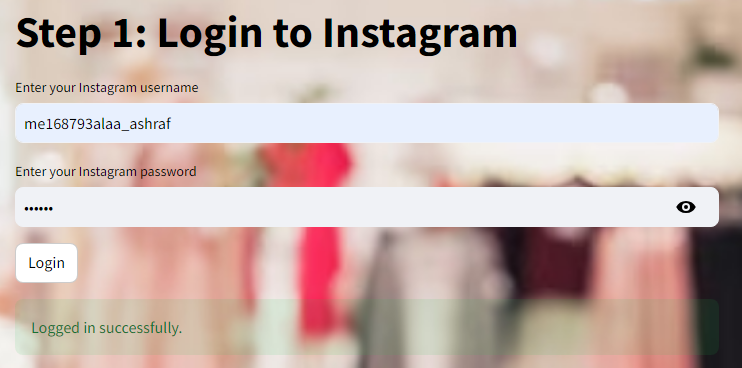 Step 1: Login to Instagram
Enter your Instagram username
me168793alaa_ashraf
Enter your Instagram password
••••••
Login
Logged in successfully.